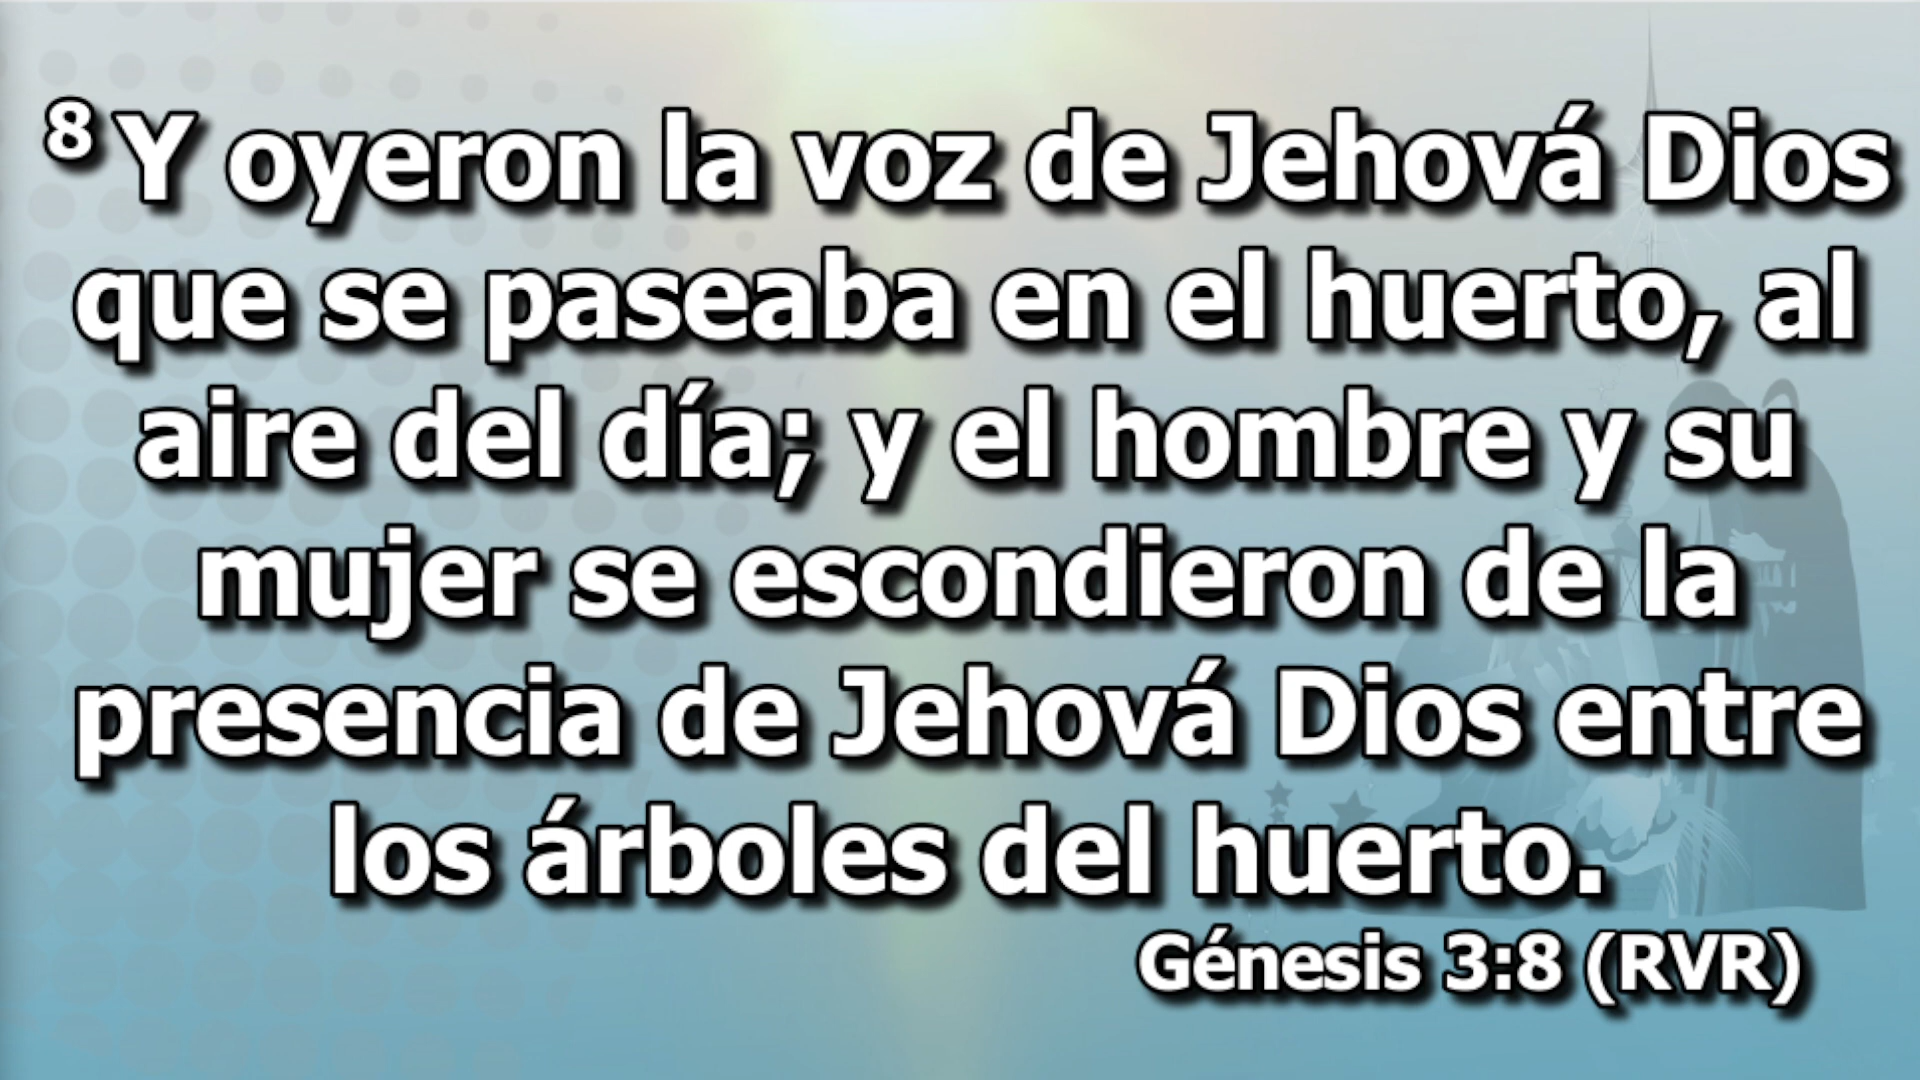 8 Y oyeron la voz de Jehová Dios
que se paseaba en el huerto, al
aire del día; y el hombre y su
mujer se escondieron de la
presencia de Jehová Dios entre
los árboles del huerto.
Génesis 3:8 (RVR)